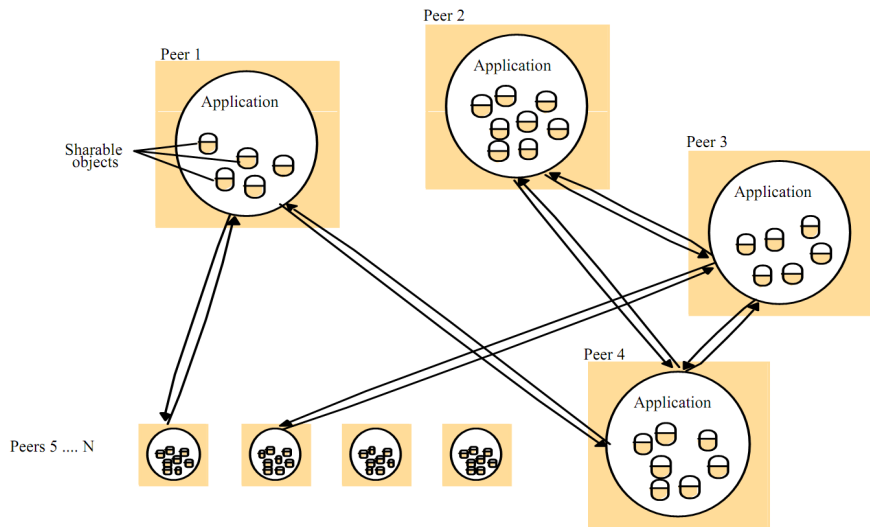 Peer 2
Peer 1
Application
Application
Sharable
objects
Peer 3
Application
Peer 4
Application
Peers 5 .... N